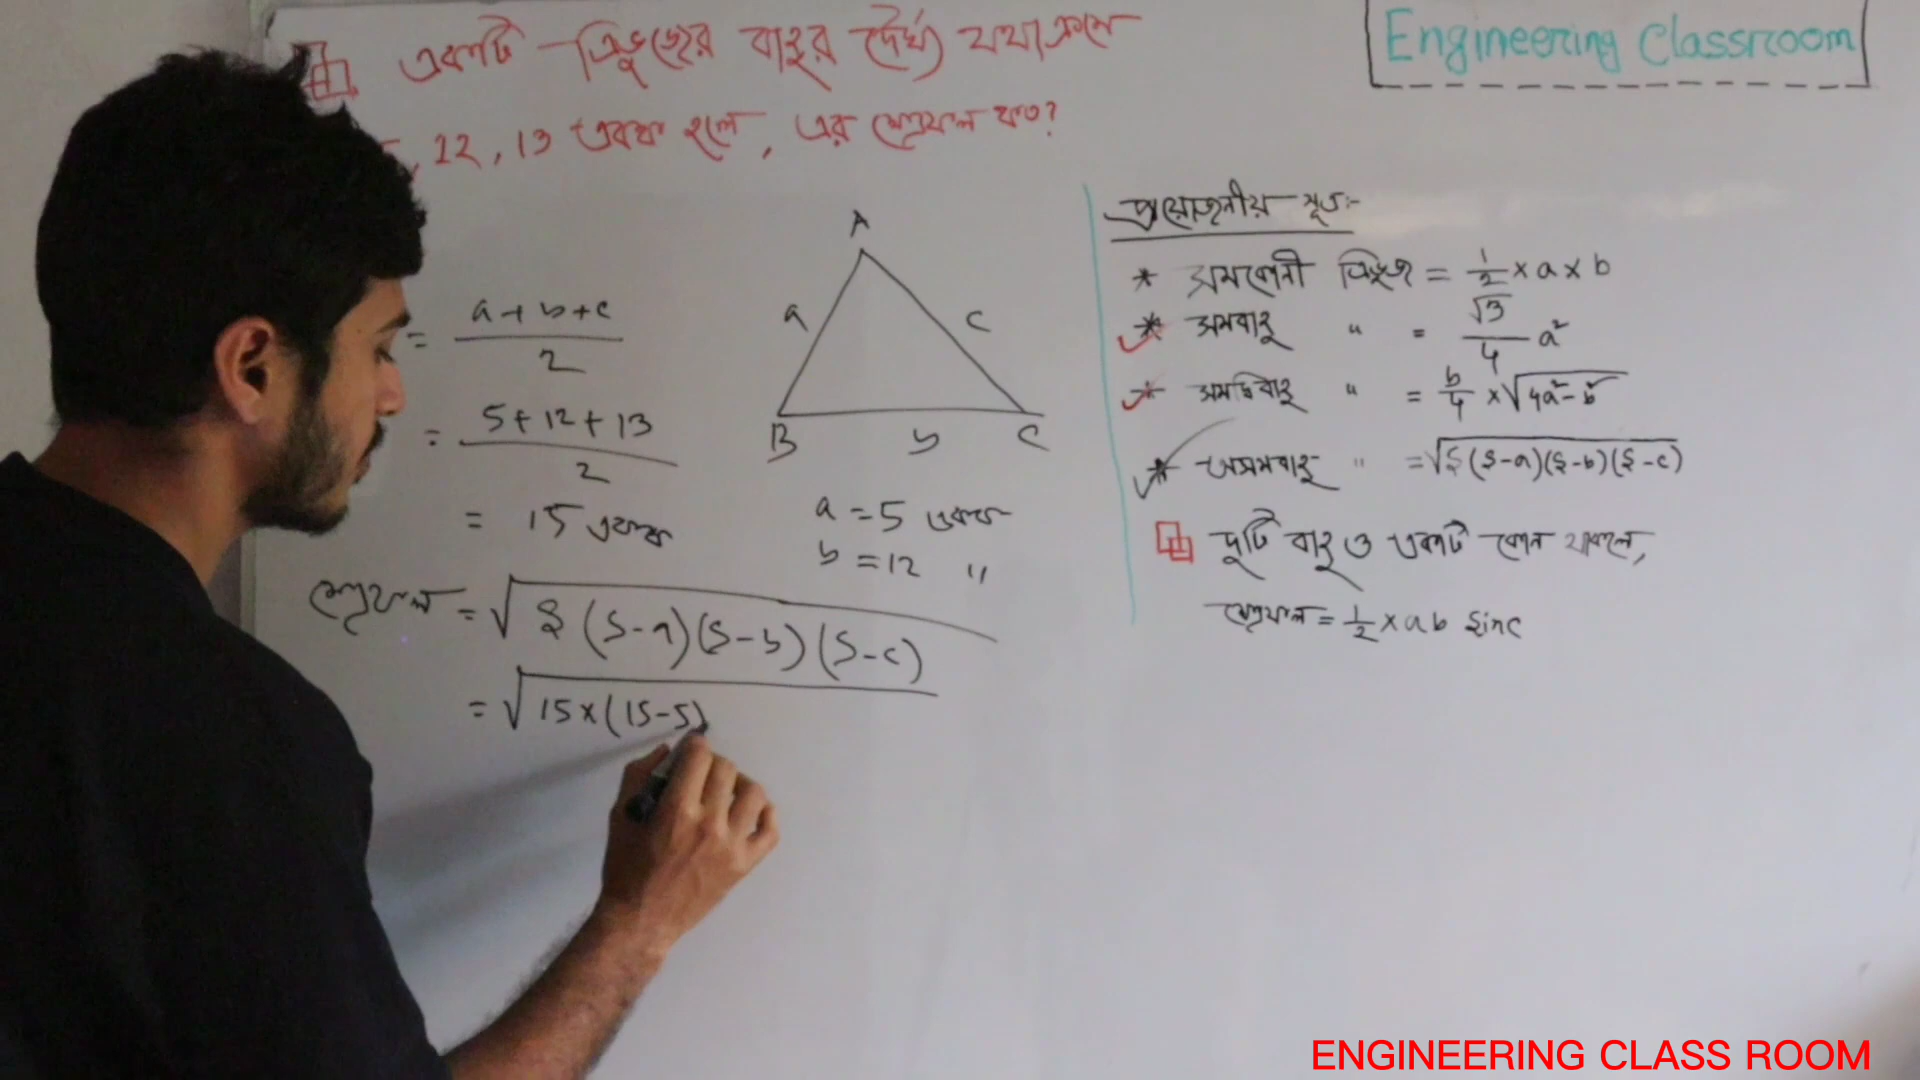 একটি ত্রিভুজের বাহুর দৈর্ঘ্য যথাক্রমে
, 12, 13 একক হলে, এর ক্ষেত্রফল কত?
Engineering Classroom
= a+b+c / 2
= 5+12+13 / 2
= 15 একক
A
a
c
B
b
C
a = 5 একক
b = 12 "
ক্ষেত্রফল = √S(S-a)(S-b)(S-c)
= √15×(15-5)
প্রয়োজনীয় সূত্রঃ-
* সমকোনী ত্রিভুজ = 1/2 × a × b
* সমবাহু " = √3/4 a²
* সমদ্বিবাহু " = b/4 × √4a²-b²
* অসমবাহু " = √S(S-a)(S-b)(S-c)
দুটি বাহু ও একটি কোন থাকলে,
ক্ষেত্রফল = 1/2 × ab sinc
ENGINEERING CLASS ROOM